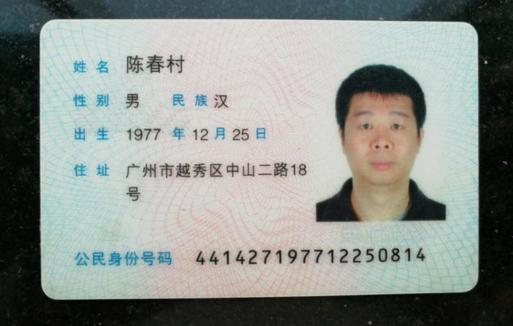 姓名 陈春村
性别 男 民族 汉
出生 1977 年 12 月 25 日
住址 广州市越秀区中山二路18
号
公民身份号码 441427197712250814